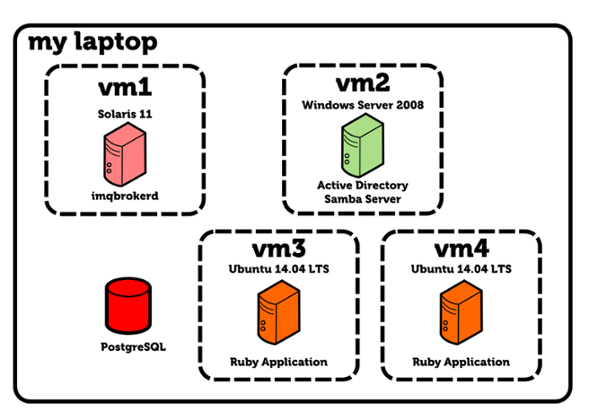 my laptop
vm1
Solaris 11
imqbrokerd
vm2
Windows Server 2008
Active Directory
Samba Server
PostgreSQL
vm3
Ubuntu 14.04 LTS
Ruby Application
vm4
Ubuntu 14.04 LTS
Ruby Application